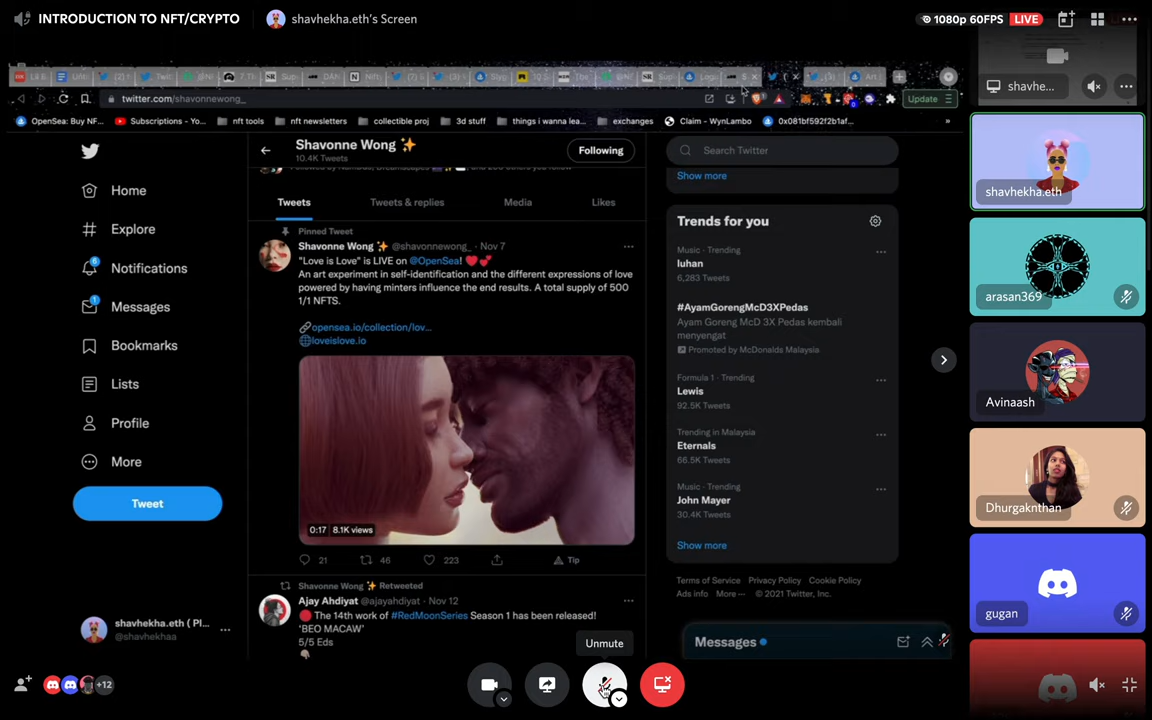 INTRODUCTION TO NFT/CRYPTO
shavhekha.eth's Screen
1080p 60FPS LIVE
twitter.com/shavonnewong_
Update
OpenSea: Buy NF...
Subscriptions - Yo...
nft tools
nft newsletters
collectible proj
3d stuff
things i wanna lea...
exchanges
Claim - WynLambo
0x081bf592f2b1af...
»
Home
Explore
Notifications
6
Messages
1
Bookmarks
Lists
Profile
More
Tweet
shavhekha.eth ( Pl...
@shavhekhaa
Shavonne Wong ✨
10.4K Tweets
Following
Tweets
Tweets & replies
Media
Likes
Pinned Tweet
Shavonne Wong ✨ @shavonnewong_ · Nov 7
"Love is Love" is LIVE on @OpenSea! ❤️💕
An art experiment in self-identification and the different expressions of love
powered by having minters influence the end results. A total supply of 500
1/1 NFTS.
🔗opensea.io/collection/lov...
🌐loveislove.io
0:17 8.1K views
21
46
223
Tip
Shavonne Wong ✨ Retweeted
Ajay Ahdiyat @ajayahdiyat · Nov 12
🔴 The 14th work of #RedMoonSeries Season 1 has been released!
'BEO MACAW'
5/5 Eds
Search Twitter
Show more
Trends for you
Music · Trending
luhan
6,283 Tweets
#AyamGorengMcD3XPedas
Ayam Goreng McD 3X Pedas kembali
menyengat
Promoted by McDonalds Malaysia
Formula 1 · Trending
Lewis
92.5K Tweets
Trending in Malaysia
Eternals
66.5K Tweets
Music · Trending
John Mayer
30.4K Tweets
Show more
Terms of Service Privacy Policy Cookie Policy
Ads info More ··· © 2021 Twitter, Inc.
Messages
Unmute
+12
shavhe...
shavhekha.eth
arasan369
Avinaash
Dhurgaknthan
gugan